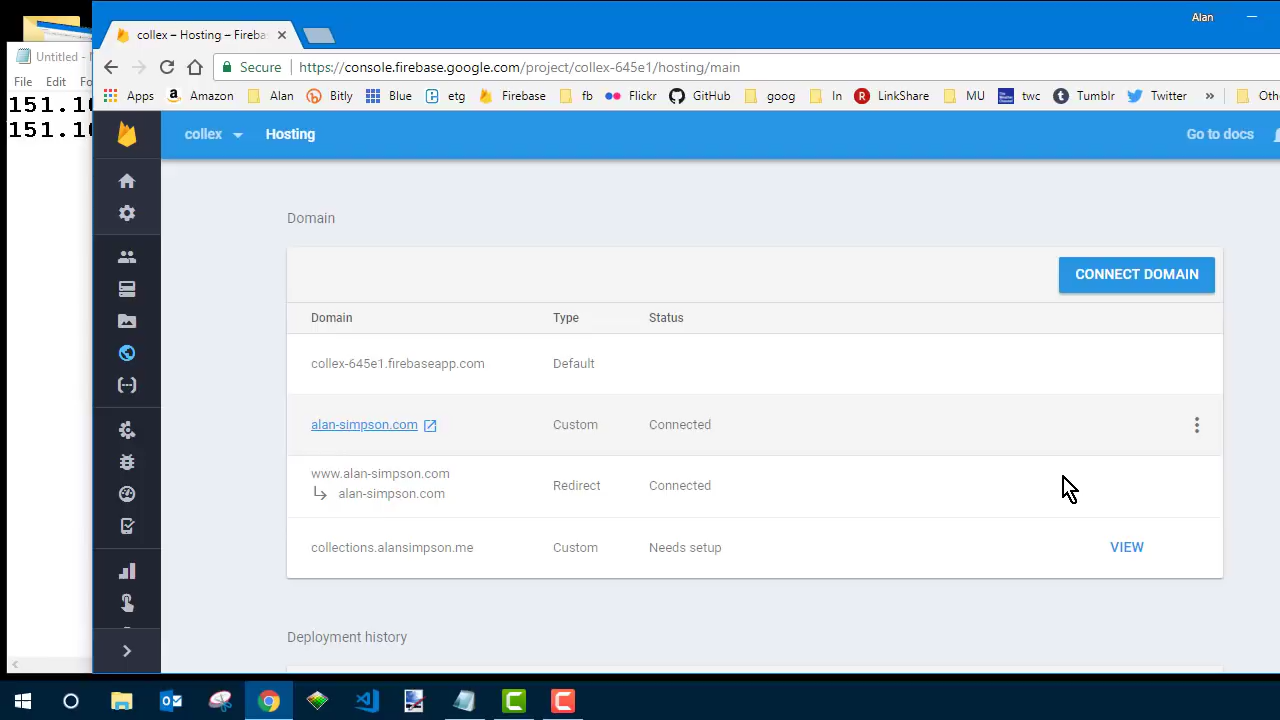 Alan
collex – Hosting – Fireba
Untitled -
File Edit
Secure https://console.firebase.google.com/project/collex-645e1/hosting/main
Apps Amazon Alan Bitly Blue etg Firebase fb Flickr GitHub goog In LinkShare MU twc Tumblr Twitter »
151.10
151.10
collex Hosting Go to docs
Domain
CONNECT DOMAIN
Domain Type Status
collex-645e1.firebaseapp.com Default
alan-simpson.com Custom Connected
www.alan-simpson.com
alan-simpson.com
Redirect Connected
collections.alansimpson.me Custom Needs setup VIEW
Deployment history